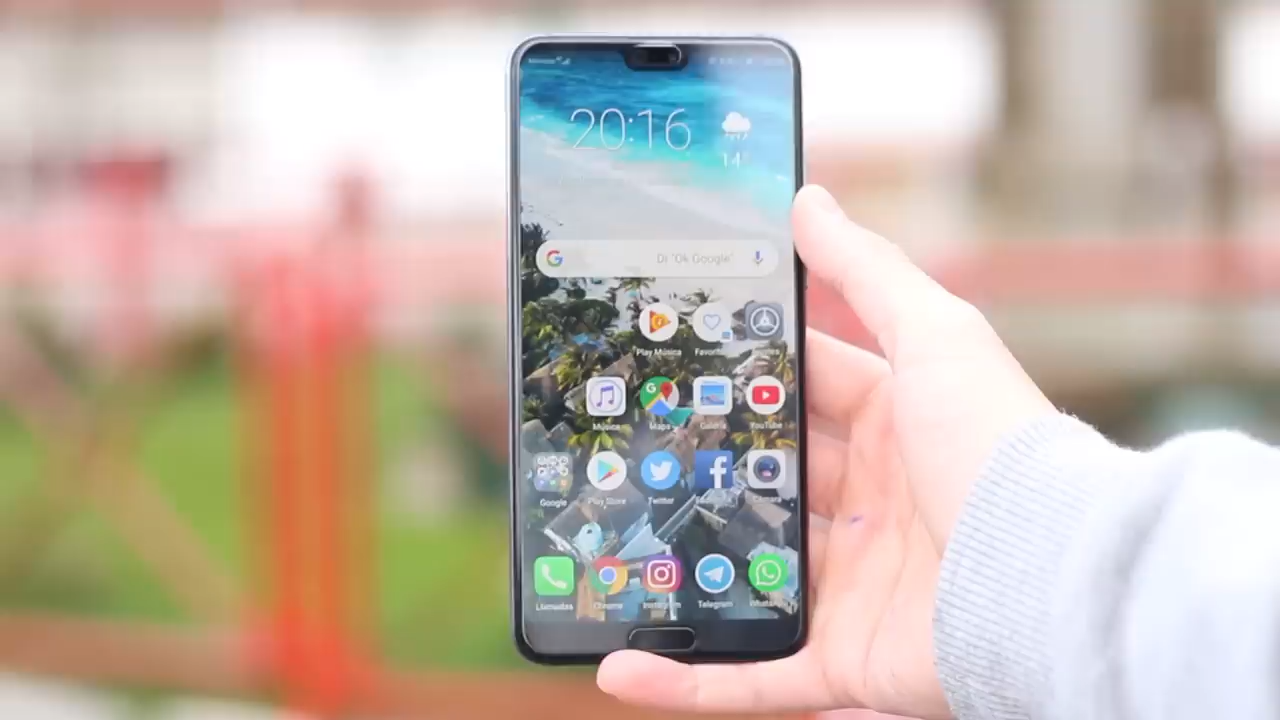 20:16
14°
Di "Ok Google"
Play Música
Música Maps Galería YouTube
Google Play Store Twitter Cámara
Llamadas Chrome Instagram Telegram WhatsApp